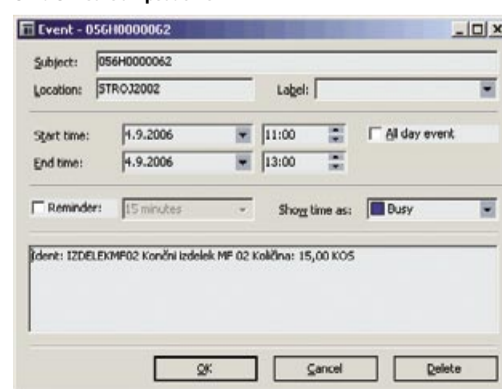 Event - 056H0000062
Subject: 056H0000062
Location: STROJ2002 Label:
Start time: 4.9.2006 11:00 All day event
End time: 4.9.2006 13:00
Reminder: 15 minutes Show time as: Busy
Ident: IZDELEKMF02 Končni izdelek MF 02 Količina: 15,00 KOS
OK Cancel Delete